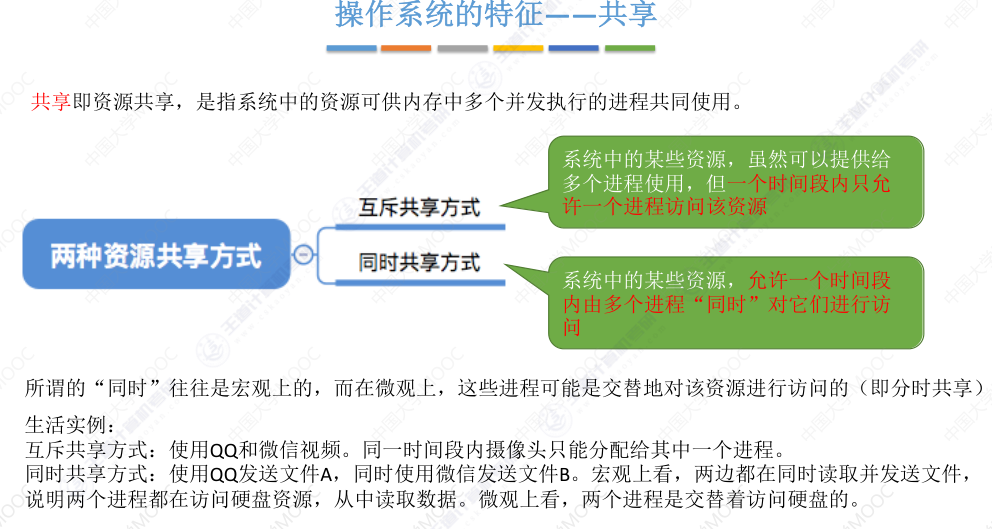 操作系统的特征——共享
共享即资源共享，是指系统中的资源可供内存中多个并发执行的进程共同使用。
两种资源共享方式
互斥共享方式
系统中的某些资源，虽然可以提供给
多个进程使用，但一个时间段内只允
许一个进程访问该资源
同时共享方式
系统中的某些资源，允许一个时间段
内由多个进程“同时”对它们进行访
问
所谓的“同时”往往是宏观上的，而在微观上，这些进程可能是交替地对该资源进行访问的（即分时共享）
生活实例：
互斥共享方式：使用QQ和微信视频。同一时间段内摄像头只能分配给其中一个进程。
同时共享方式：使用QQ发送文件A，同时使用微信发送文件B。宏观上看，两边都在同时读取并发送文件，
说明两个进程都在访问硬盘资源，从中读取数据。微观上看，两个进程是交替着访问硬盘的。